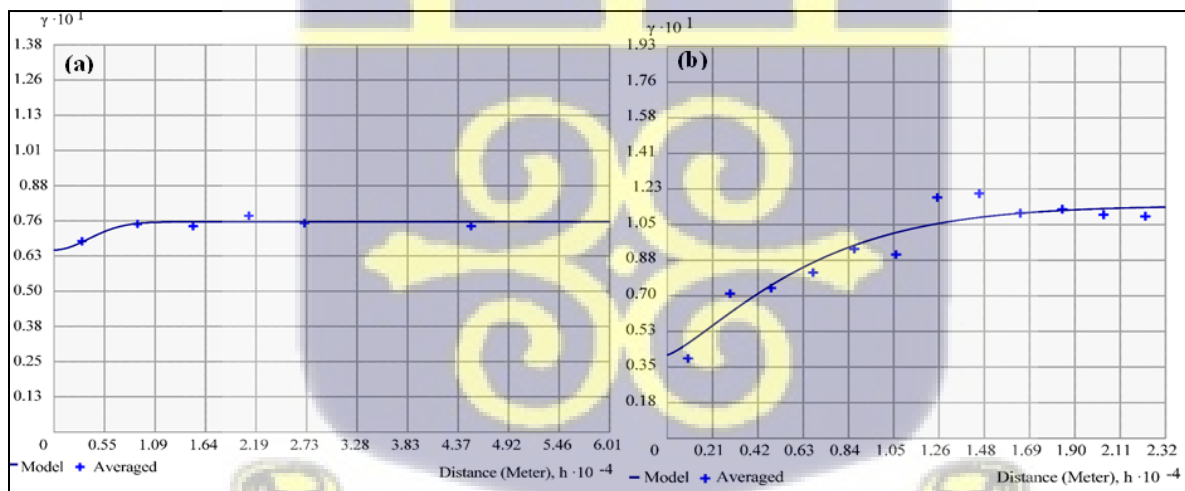 γ · 10 1
(a)
1.38
1.26
1.13
1.01
0.88
0.76
0.63
0.50
0.38
0.25
0.13
0 0.55 1.09 1.64 2.19 2.73 3.28 3.83 4.37 4.92 5.46 6.01
Model Averaged Distance (Meter), h · 10 -4
γ · 10 1
(b)
1.93
1.76
1.58
1.41
1.23
1.05
0.88
0.70
0.53
0.35
0.18
0 0.21 0.42 0.63 0.84 1.05 1.26 1.48 1.69 1.90 2.11 2.32
Model Averaged Distance (Meter), h · 10 -4